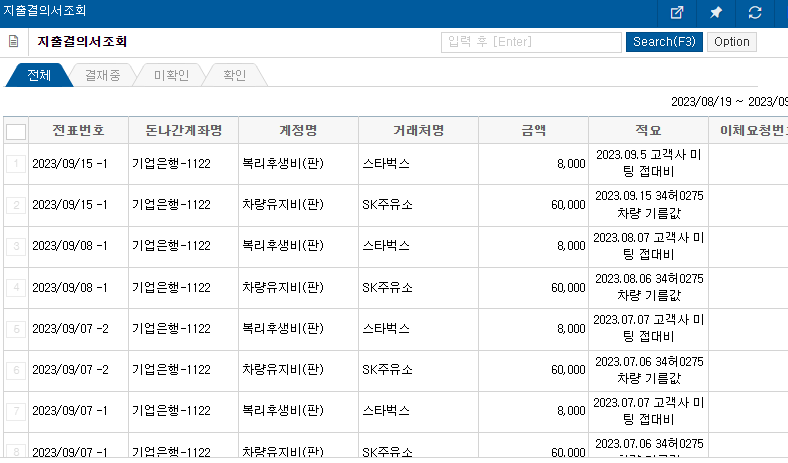 지출결의서조회
지출결의서조회
입력 후 [Enter]
Search(F3)
Option
전체
결재중
미확인
확인
2023/08/19 ~ 2023/09
전표번호 돈나간계좌명 계정명 거래처명 금액 적요 이체요청번호
1 2023/09/15 -1 기업은행-1122 복리후생비(판) 스타벅스 8,000 2023.09.5 고객사 미
팅 접대비
2 2023/09/15 -1 기업은행-1122 차량유지비(판) SK주유소 60,000 2023.09.15 34허0275
차량 기름값
3 2023/09/08 -1 기업은행-1122 복리후생비(판) 스타벅스 8,000 2023.08.07 고객사 미
팅 접대비
4 2023/09/08 -1 기업은행-1122 차량유지비(판) SK주유소 60,000 2023.08.06 34허0275
차량 기름값
5 2023/09/07 -2 기업은행-1122 복리후생비(판) 스타벅스 8,000 2023.07.07 고객사 미
팅 접대비
6 2023/09/07 -2 기업은행-1122 차량유지비(판) SK주유소 60,000 2023.07.06 34허0275
차량 기름값
7 2023/09/07 -1 기업은행-1122 복리후생비(판) 스타벅스 8,000 2023.07.07 고객사 미
팅 접대비
8 2023/09/07 -1 기업은행-1122 차량유지비(판) SK주유소 60,000 2023.07.06 34허0275
차량 기름값